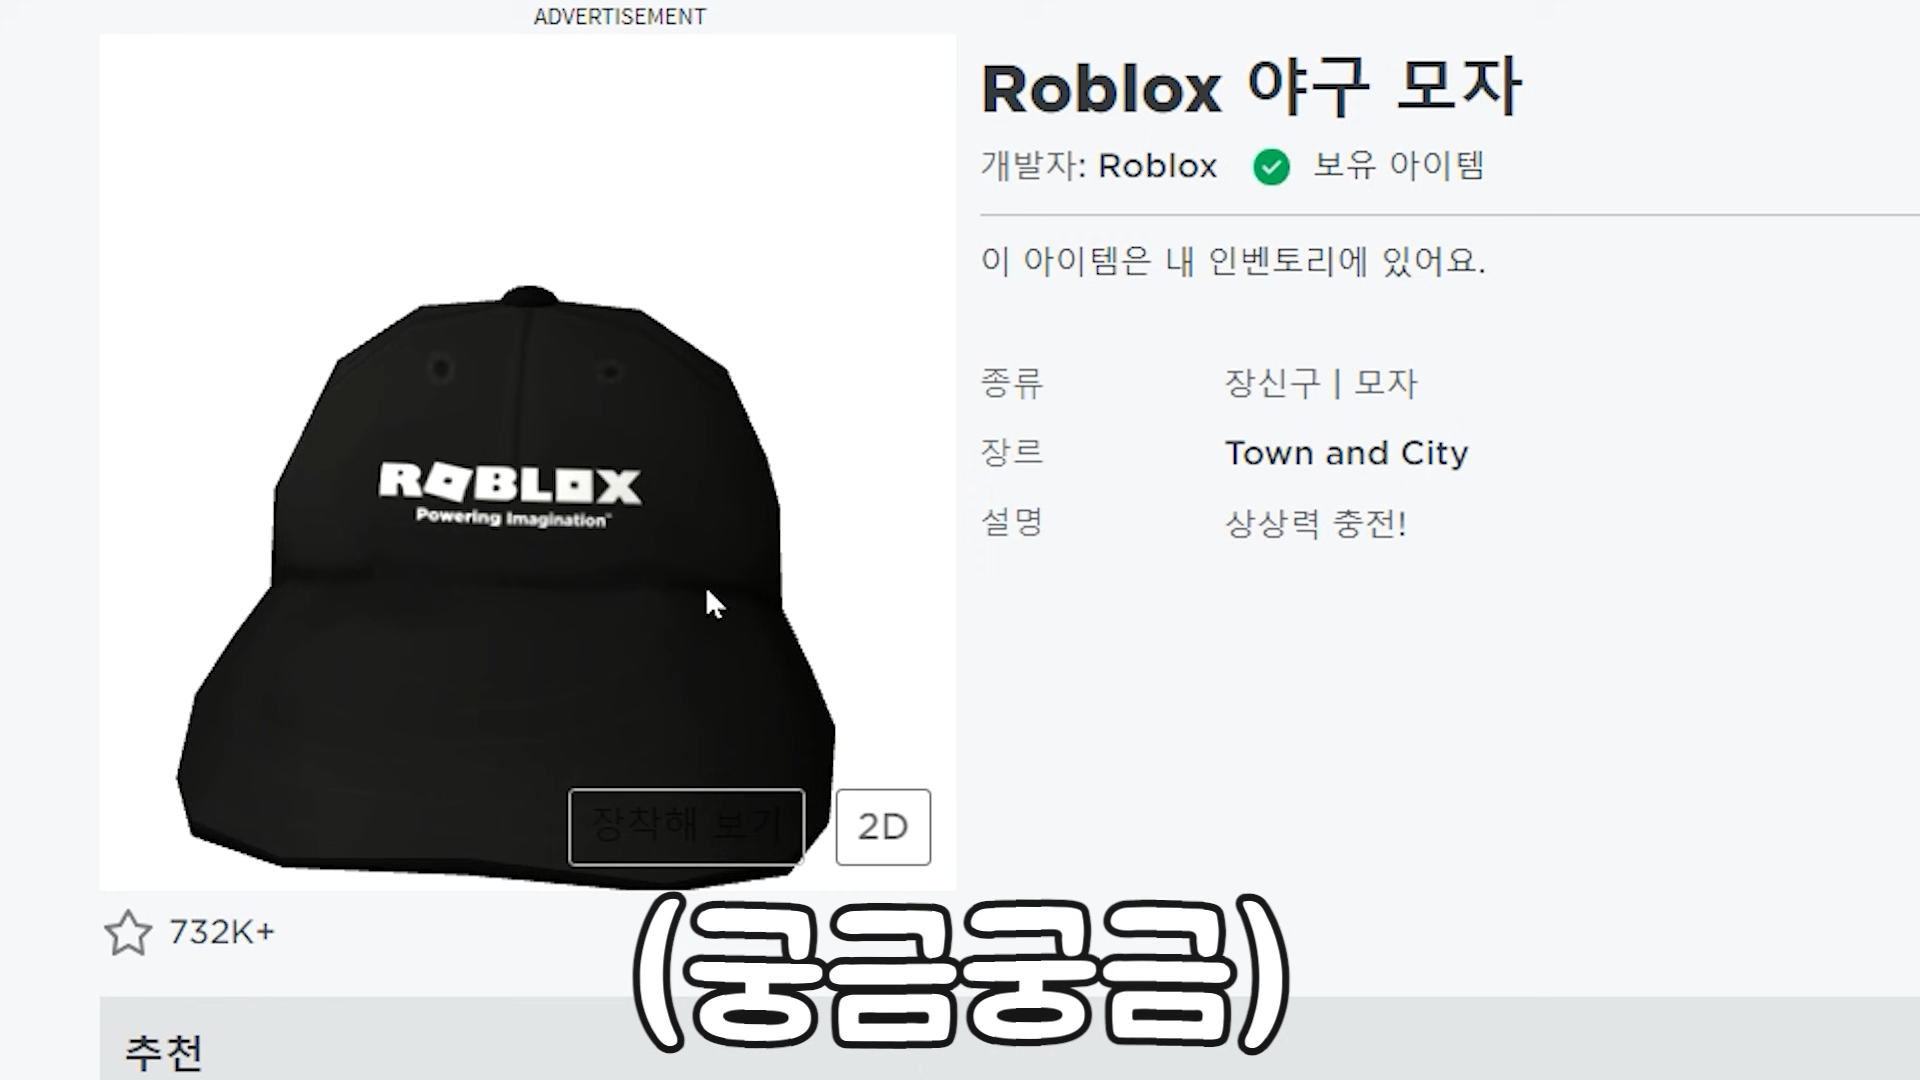 ADVERTISEMENT
Roblox 야구 모자
개발자: Roblox 보유 아이템
이 아이템은 내 인벤토리에 있어요.
종류 장신구 | 모자
장르 Town and City
설명 상상력 충전!
ROBLOX
Powering Imagination™
장착해 보기
2D
732K+
(궁금궁금)
추천